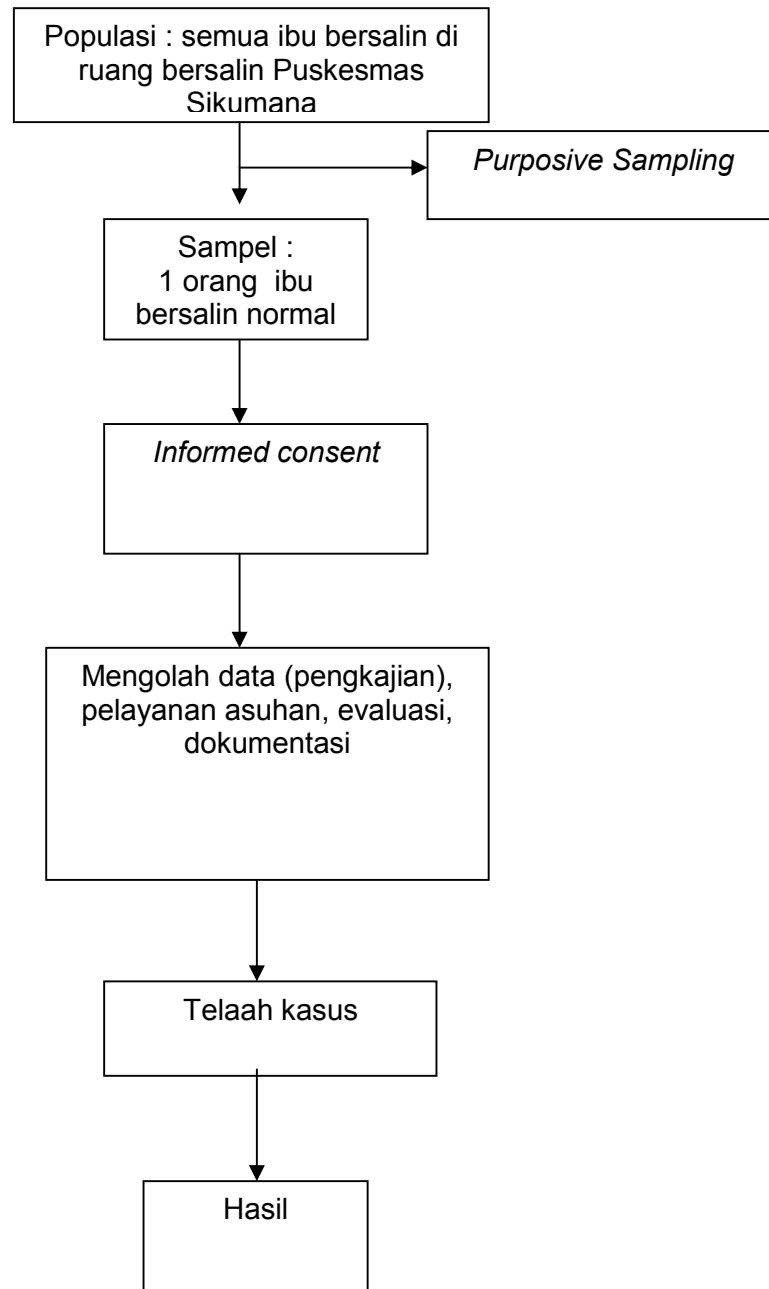 Populasi : semua ibu bersalin di
ruang bersalin Puskesmas
Sikumana
Purposive Sampling
Sampel :
1 orang ibu
bersalin normal
Informed consent
Mengolah data (pengkajian),
pelayanan asuhan, evaluasi,
dokumentasi
Telaah kasus
Hasil